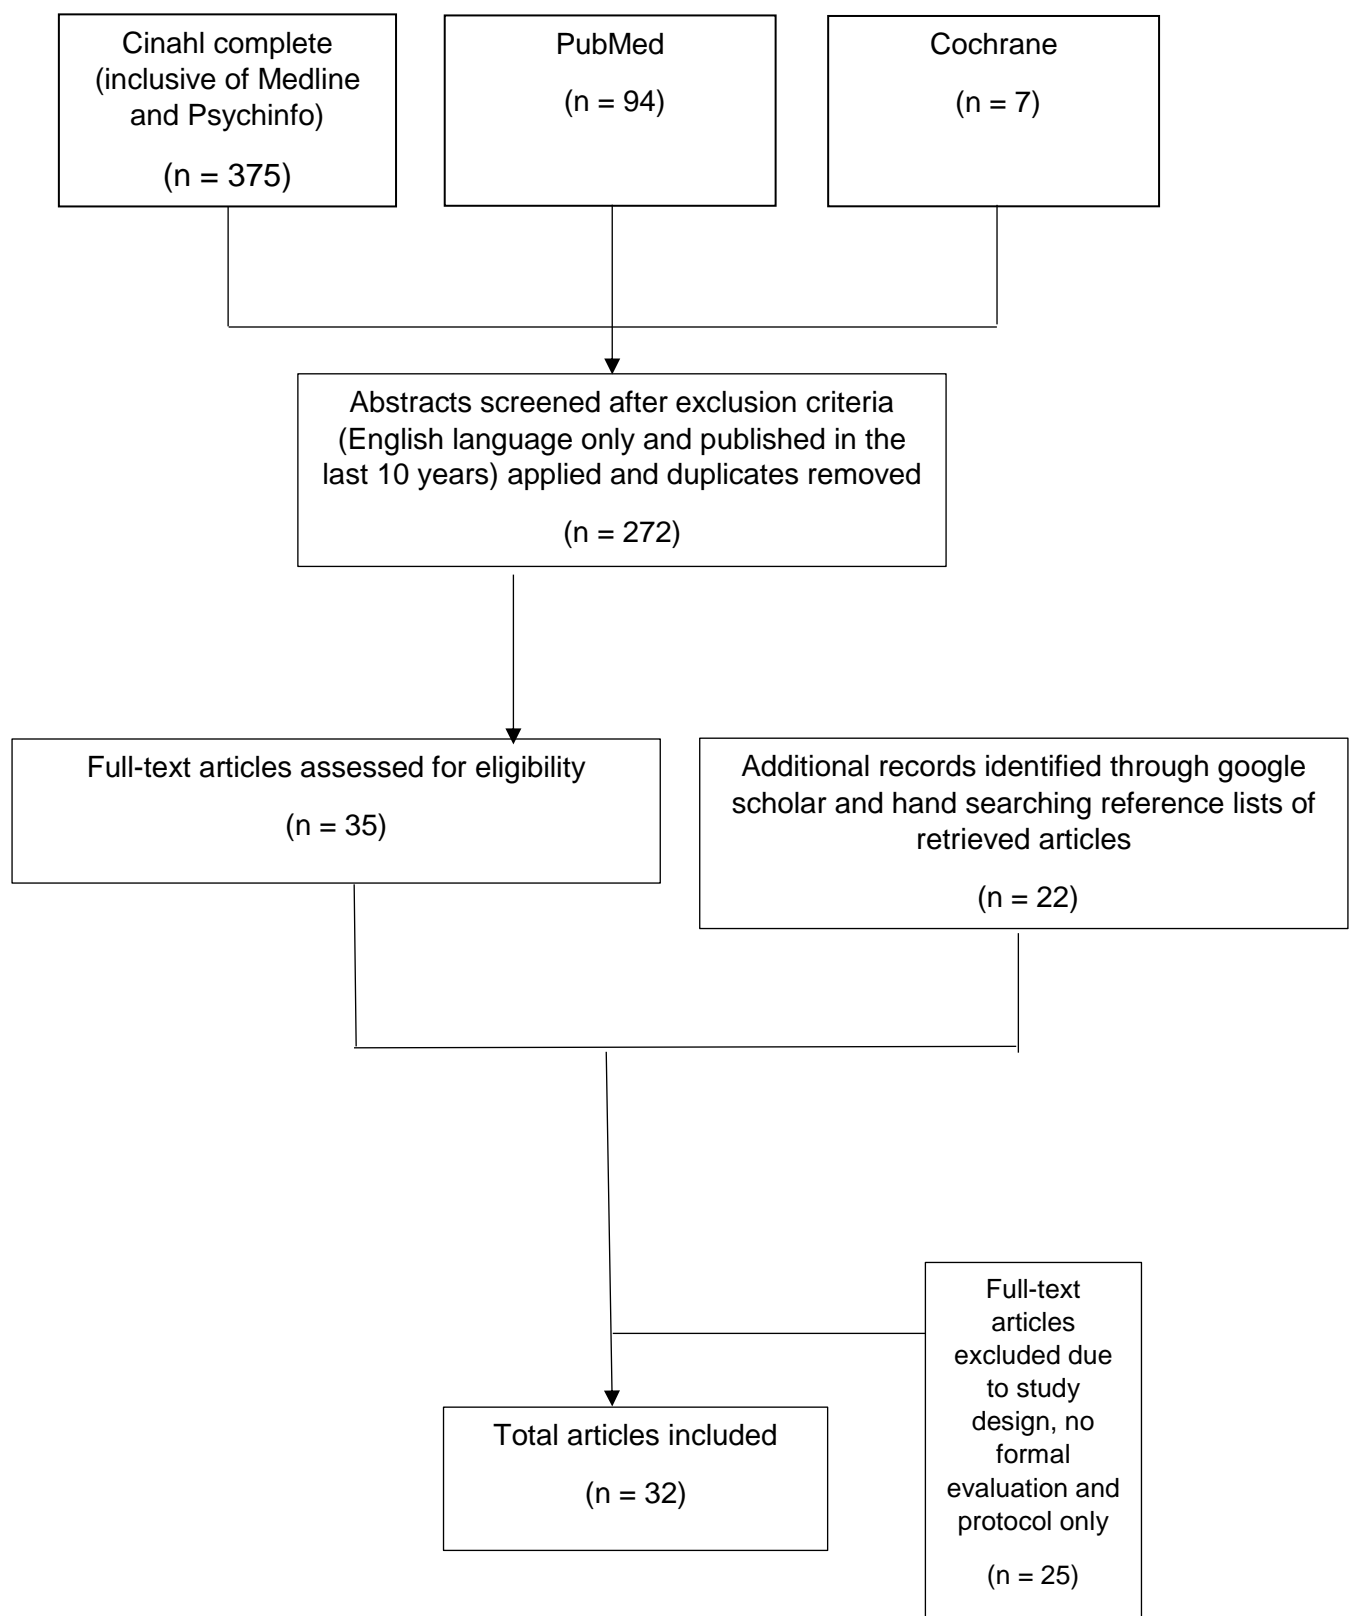 Cinahl complete
(inclusive of Medline
and Psychinfo)
(n = 375)
PubMed
(n = 94)
Cochrane
(n = 7)
Abstracts screened after exclusion criteria
(English language only and published in the
last 10 years) applied and duplicates removed
(n = 272)
Full-text articles assessed for eligibility
(n = 35)
Additional records identified through google
scholar and hand searching reference lists of
retrieved articles
(n = 22)
Full-text
articles
excluded due
to study
design, no
formal
evaluation and
protocol only
(n = 25)
Total articles included
(n = 32)